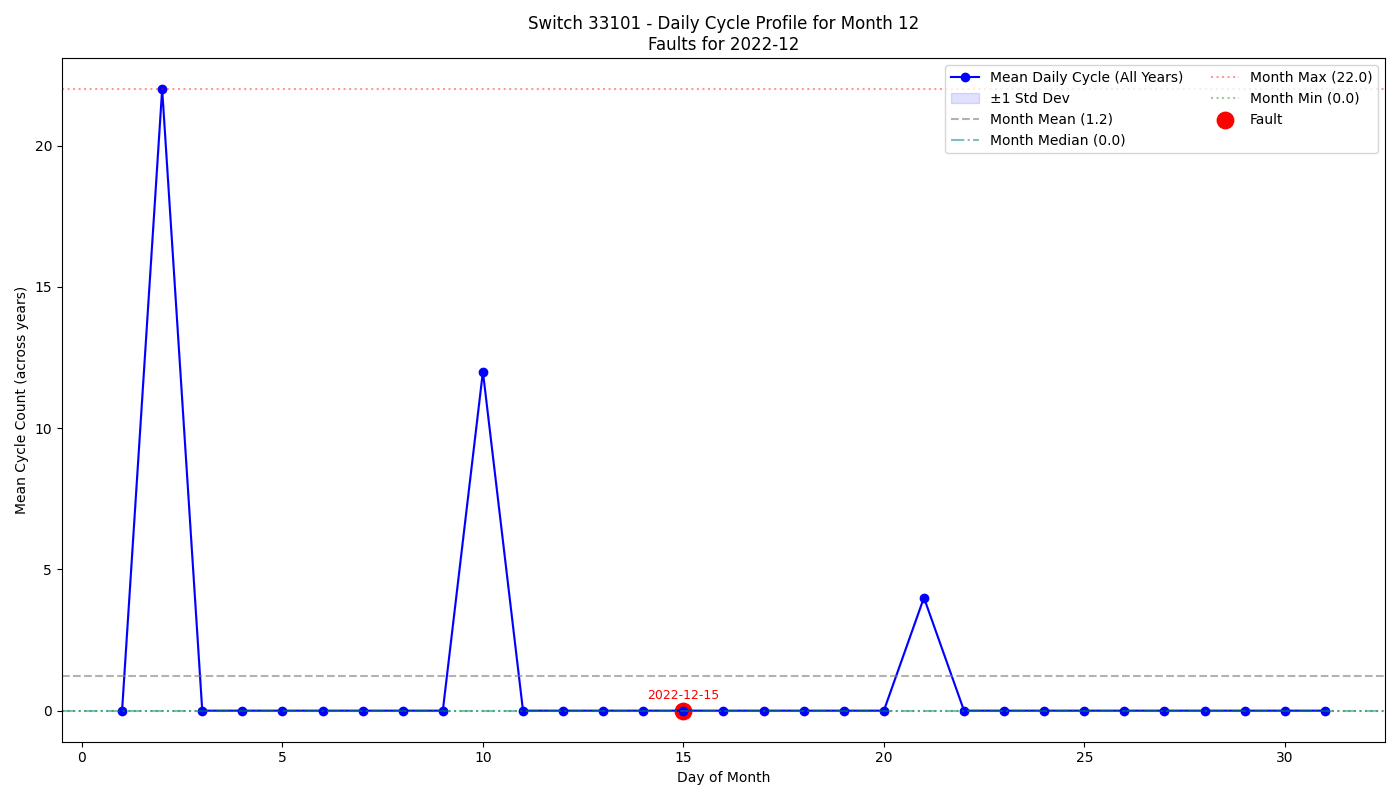 Switch 33101 - Daily Cycle Profile for Month 12
Faults for 2022-12
Mean Daily Cycle (All Years)
±1 Std Dev
Month Mean (1.2)
Month Median (0.0)
Month Max (22.0)
Month Min (0.0)
Fault
Mean Cycle Count (across years)
20
15
10
5
0
2022-12-15
0
5
10
15
20
25
30
Day of Month